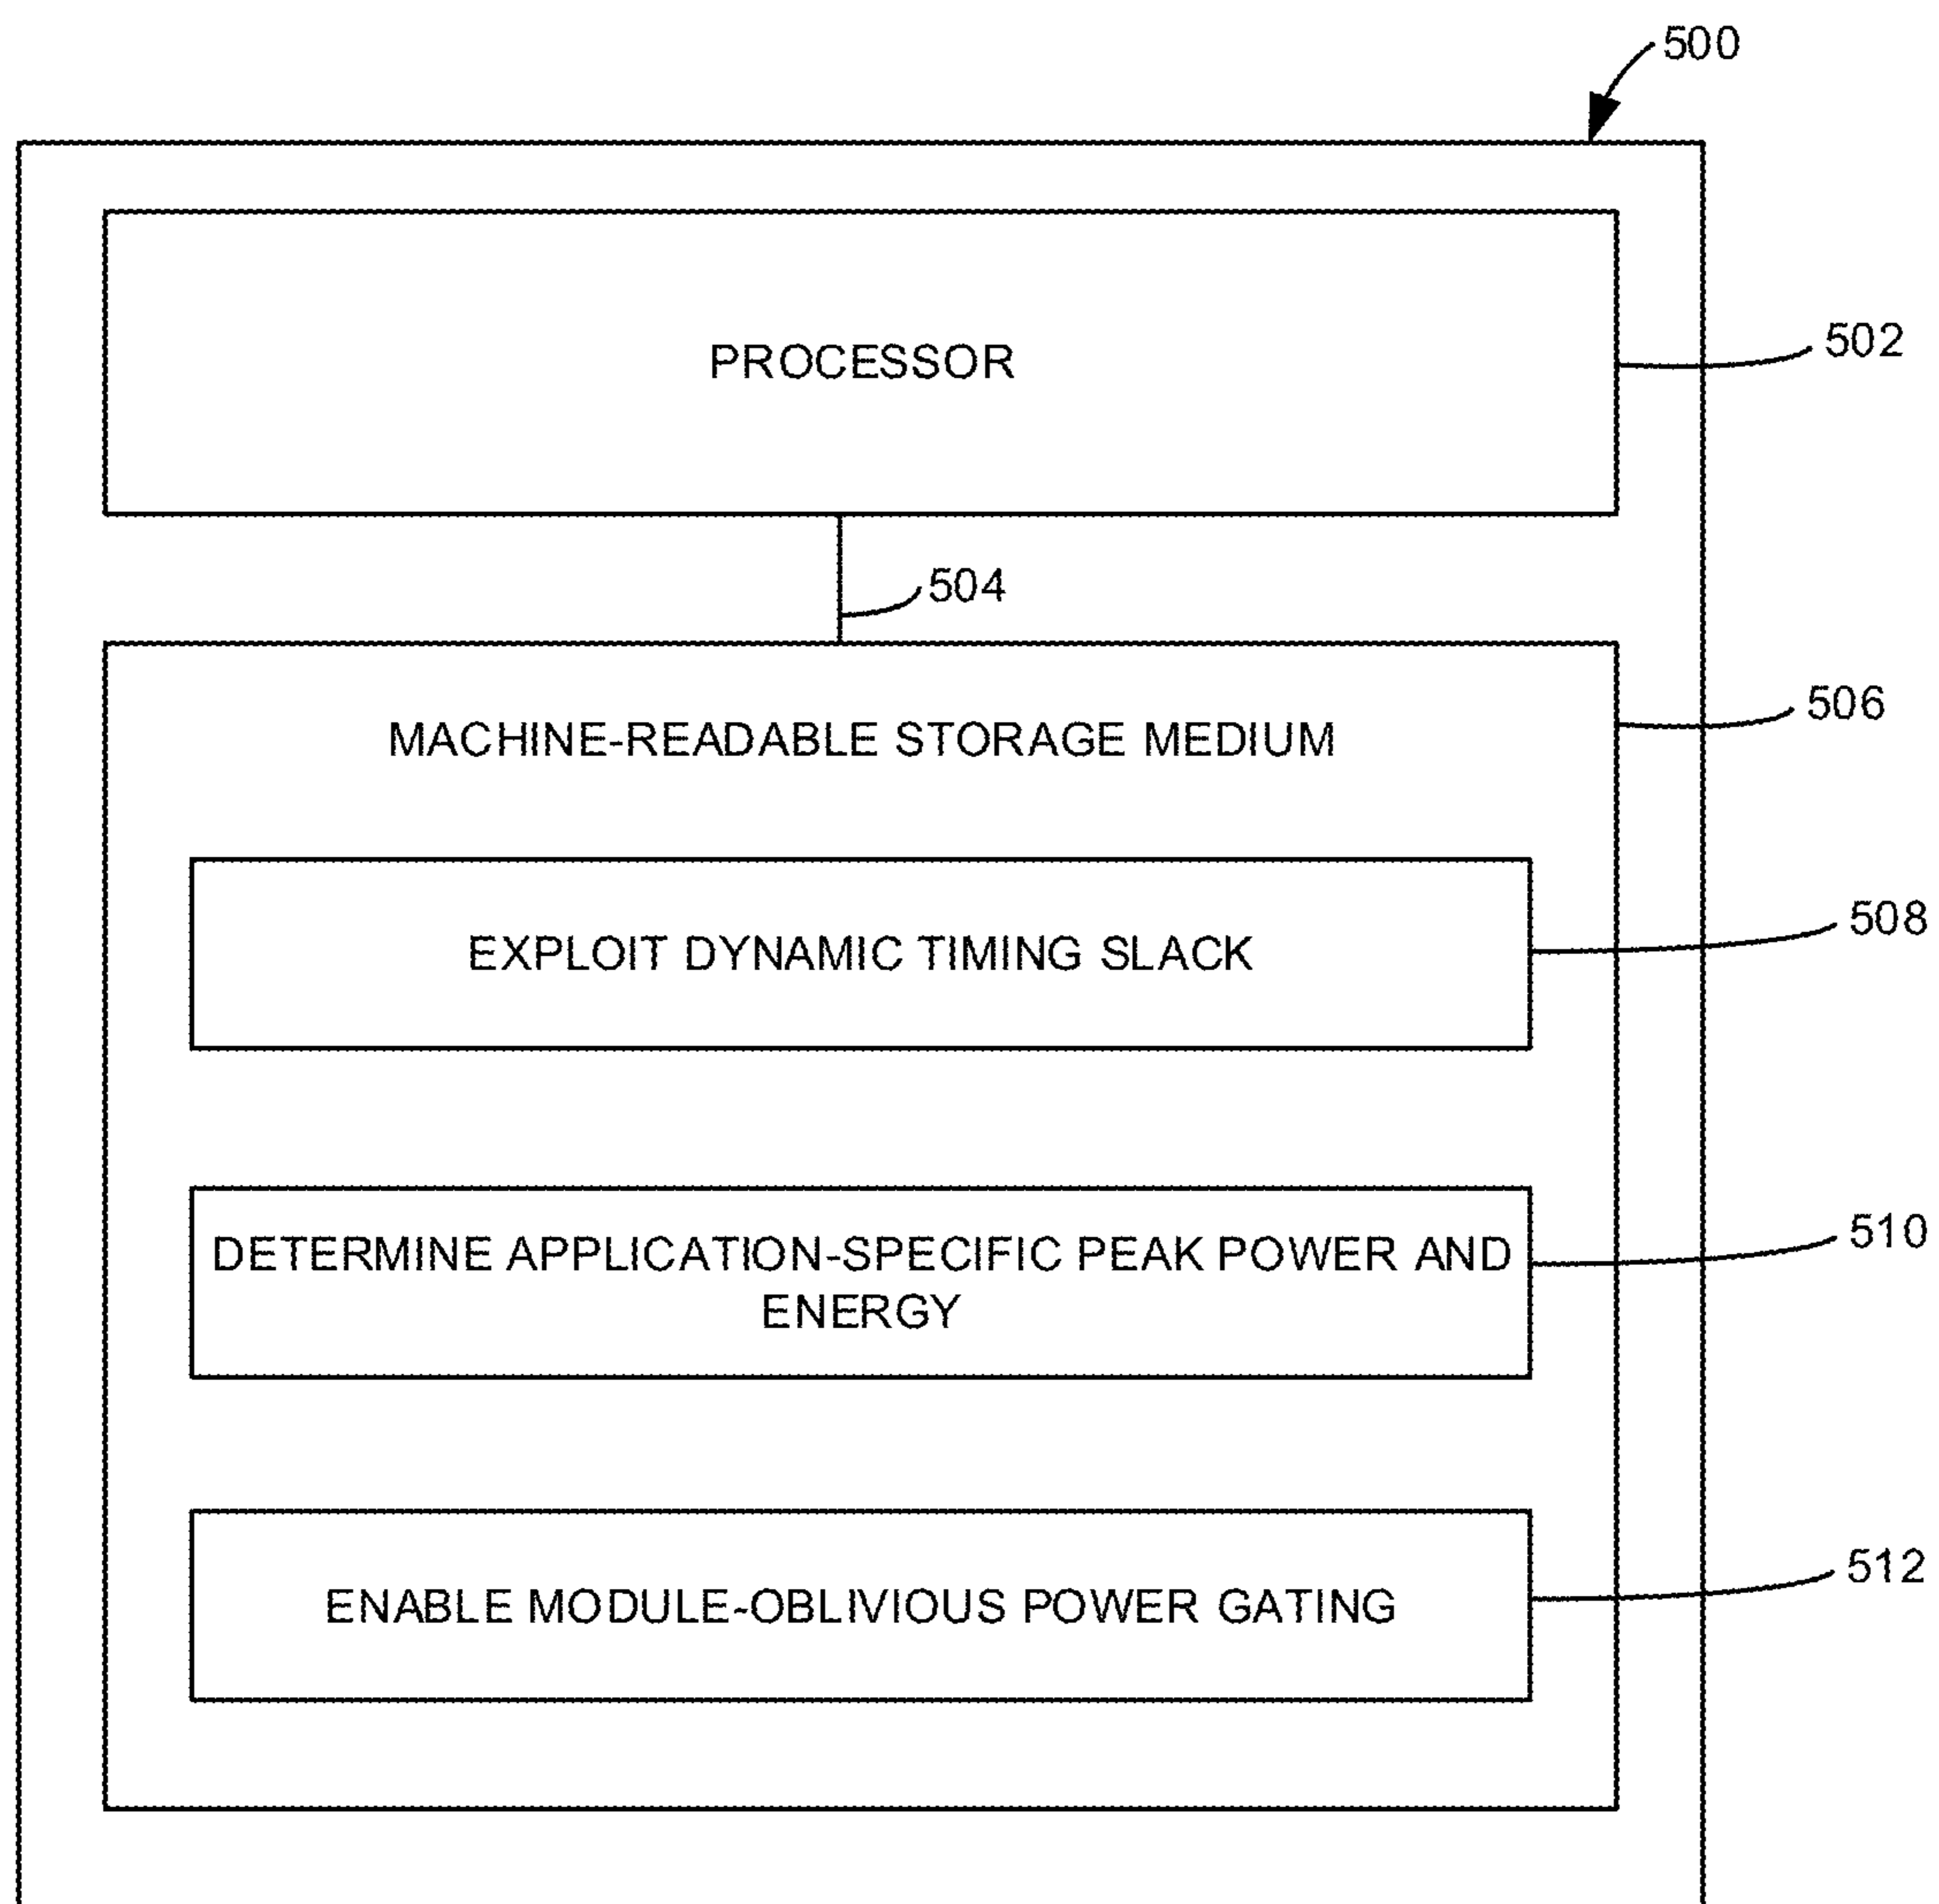 500
PROCESSOR
502
504
MACHINE-READABLE STORAGE MEDIUM
506
EXPLOIT DYNAMIC TIMING SLACK
508
DETERMINE APPLICATION-SPECIFIC PEAK POWER AND
ENERGY
510
ENABLE MODULE-OBLIVIOUS POWER GATING
512